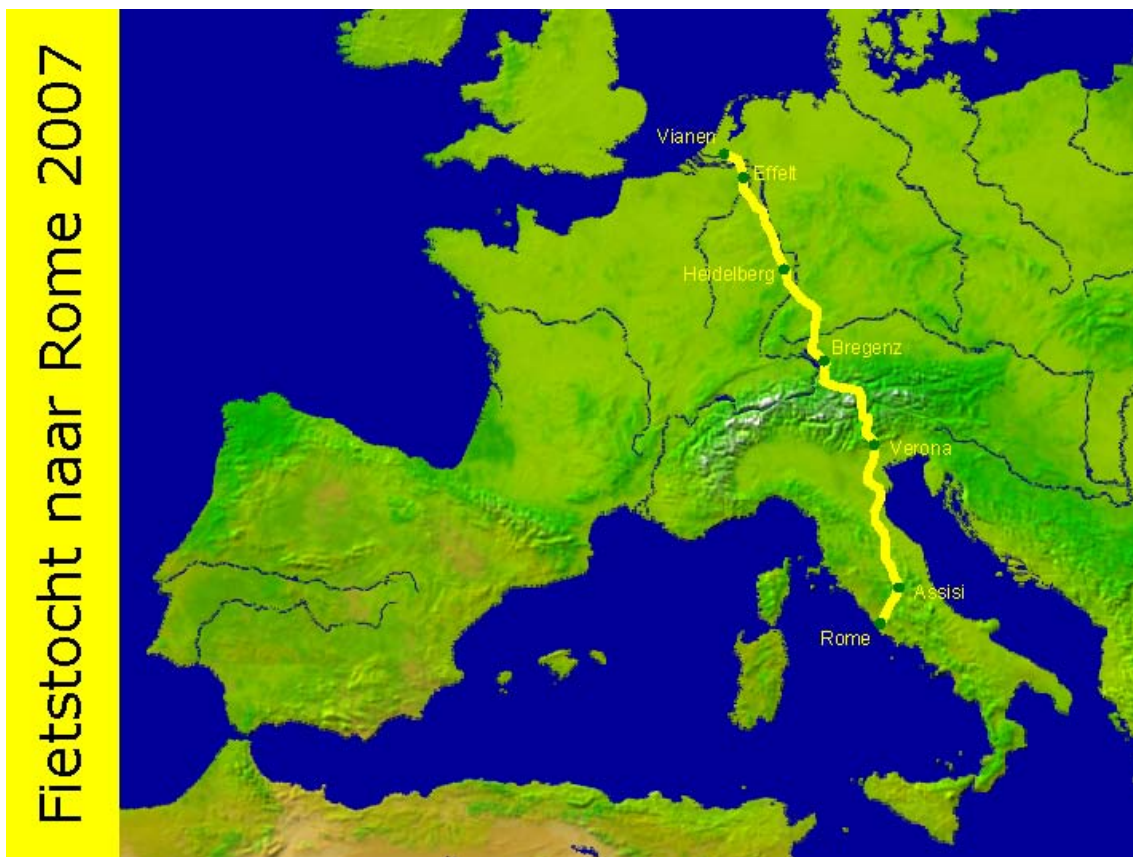 Fietstocht naar Rome 2007
Vianen
Effelt
Heidelberg
Bregenz
Verona
Assisi
Rome